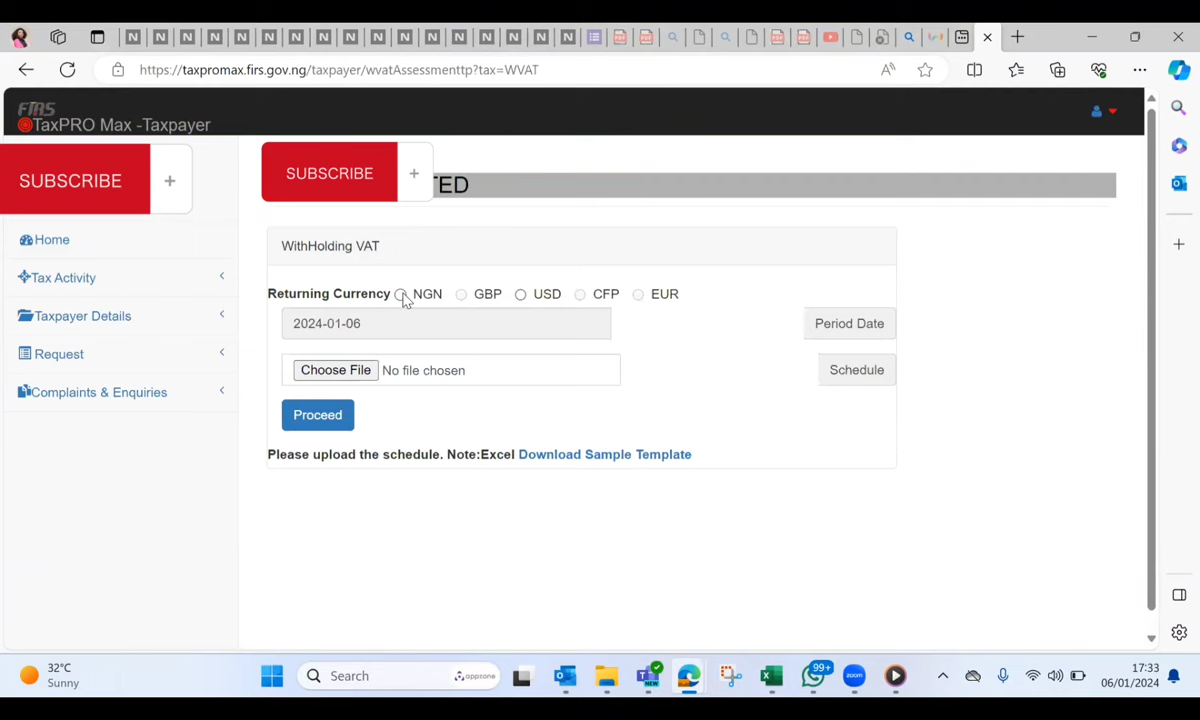 https://taxpromax.firs.gov.ng/taxpayer/wvatAssessmenttp?tax=WVAT
FIRS
TaxPRO Max -Taxpayer
SUBSCRIBE +
SUBSCRIBE +
TED
Home
Tax Activity
Taxpayer Details
Request
Complaints & Enquiries
WithHolding VAT
Returning Currency NGN GBP USD CFP EUR
2024-01-06 Period Date
Choose File No file chosen Schedule
Proceed
Please upload the schedule. Note:Excel Download Sample Template
32°C
Sunny
Search
appzone
NEW
99+
zoom
17:33
06/01/2024